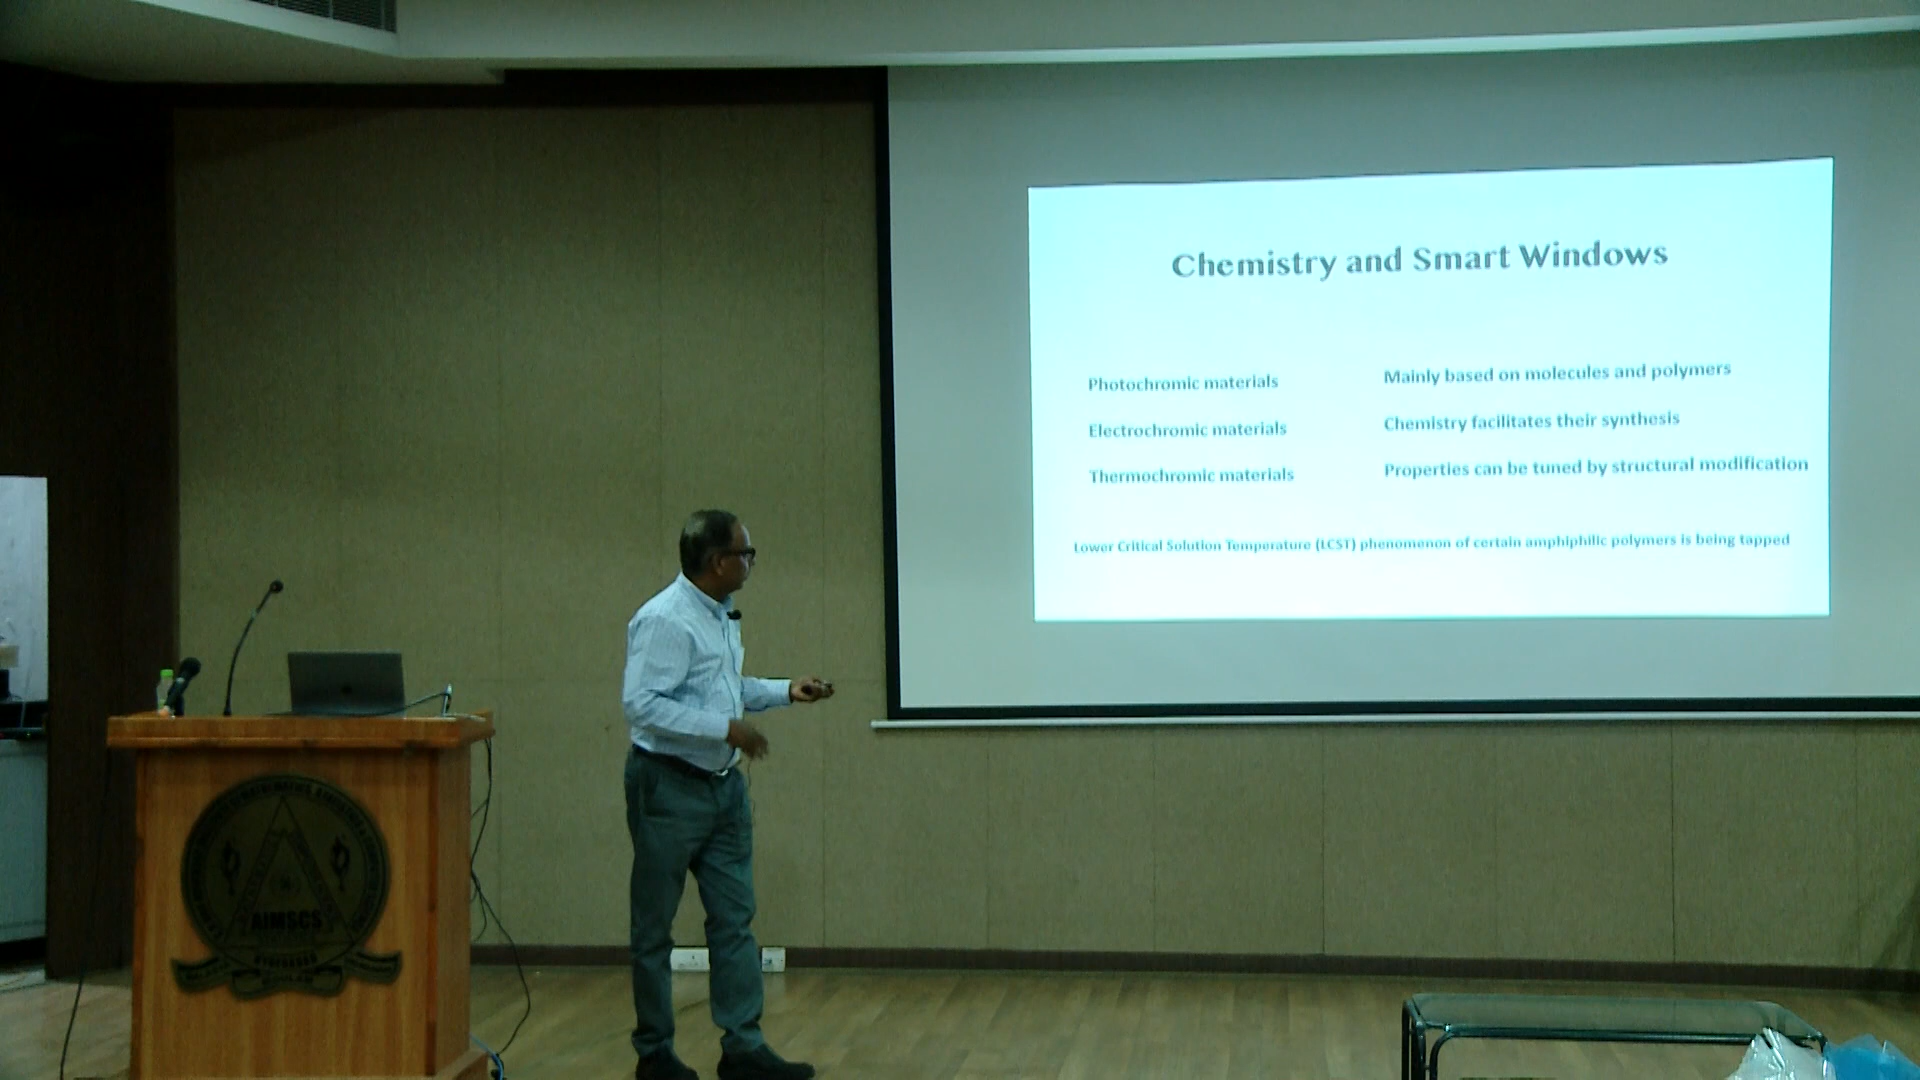 Chemistry and Smart Windows
Photochromic materials
Mainly based on molecules and polymers
Electrochromic materials
Chemistry facilitates their synthesis
Thermochromic materials
Properties can be tuned by structural modification
Lower Critical Solution Temperature (LCST) phenomenon of certain amphiphilic polymers is being tapped
AIMSCS
HYDERABAD